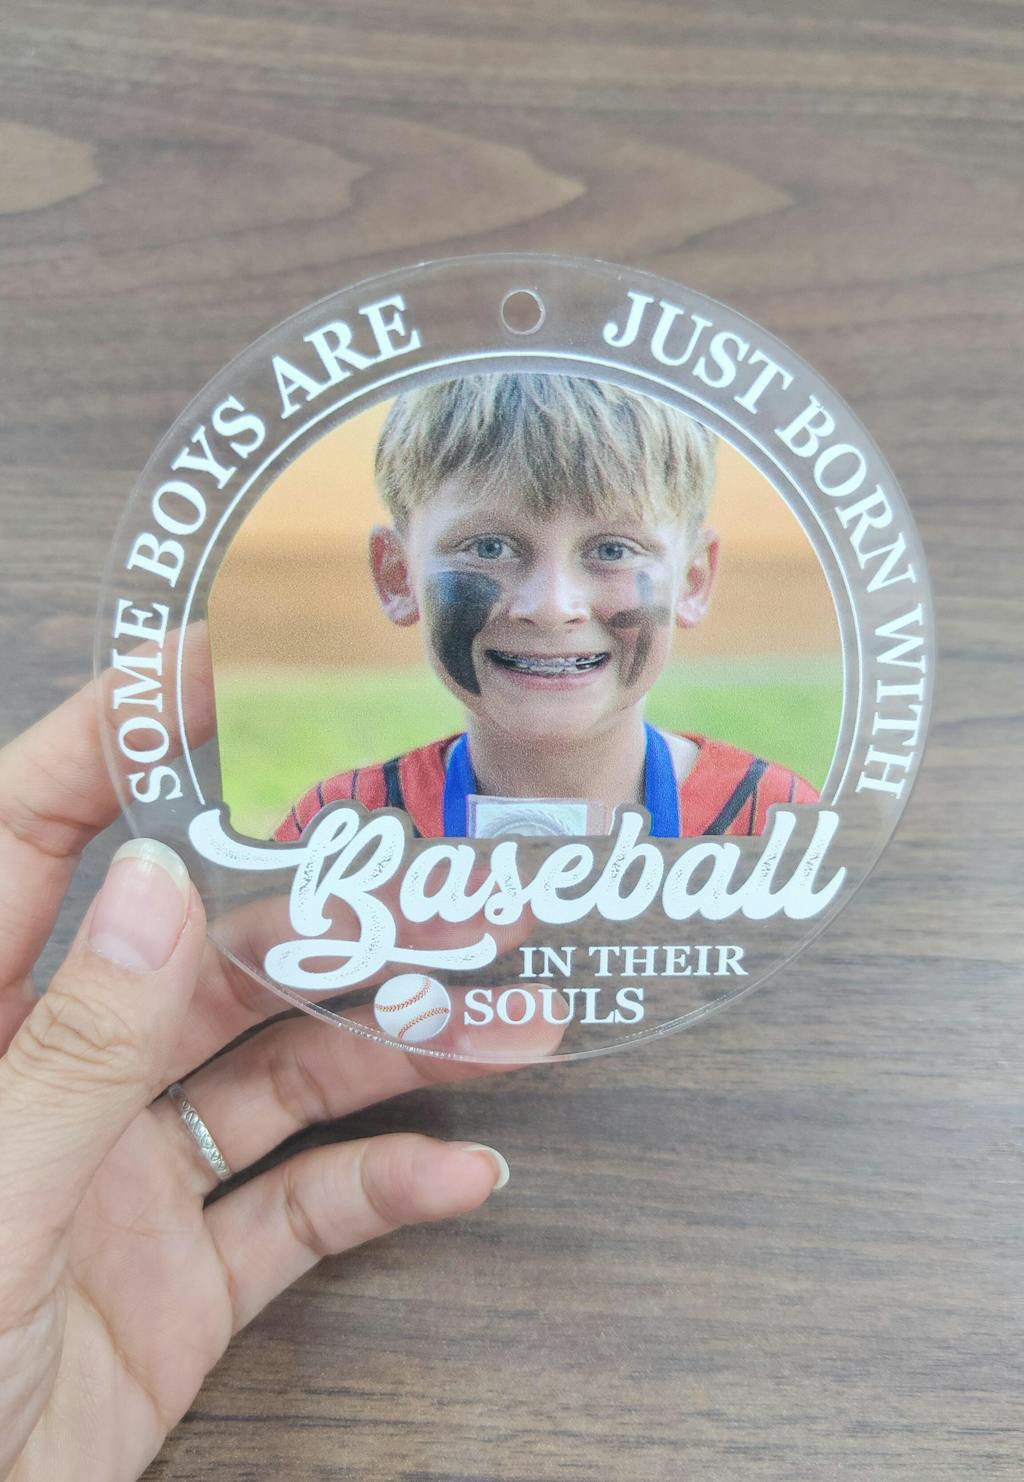 SOME BOYS ARE
JUST BORN WITH
Baseball
IN THEIR
SOULS